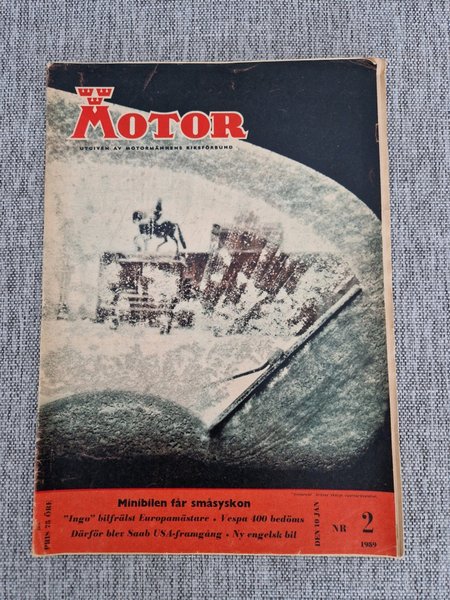 MOTOR
UTGIVEN AV MOTORMÄNNENS RIKSFÖRBUND
Minibilen får småsyskon
"Ingo" bilfrälst Europamästare • Vespa 400 bedöms
Därför blev Saab USA-framgång • Ny engelsk bil
PRIS 75 ÖRE
DEN 10 JAN
NR 2
1959